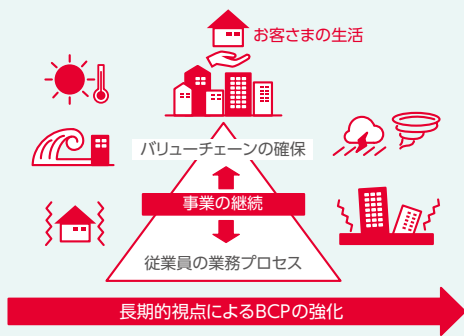 お客さまの生活
バリューチェーンの確保
事業の継続
従業員の業務プロセス
長期的視点によるBCPの強化